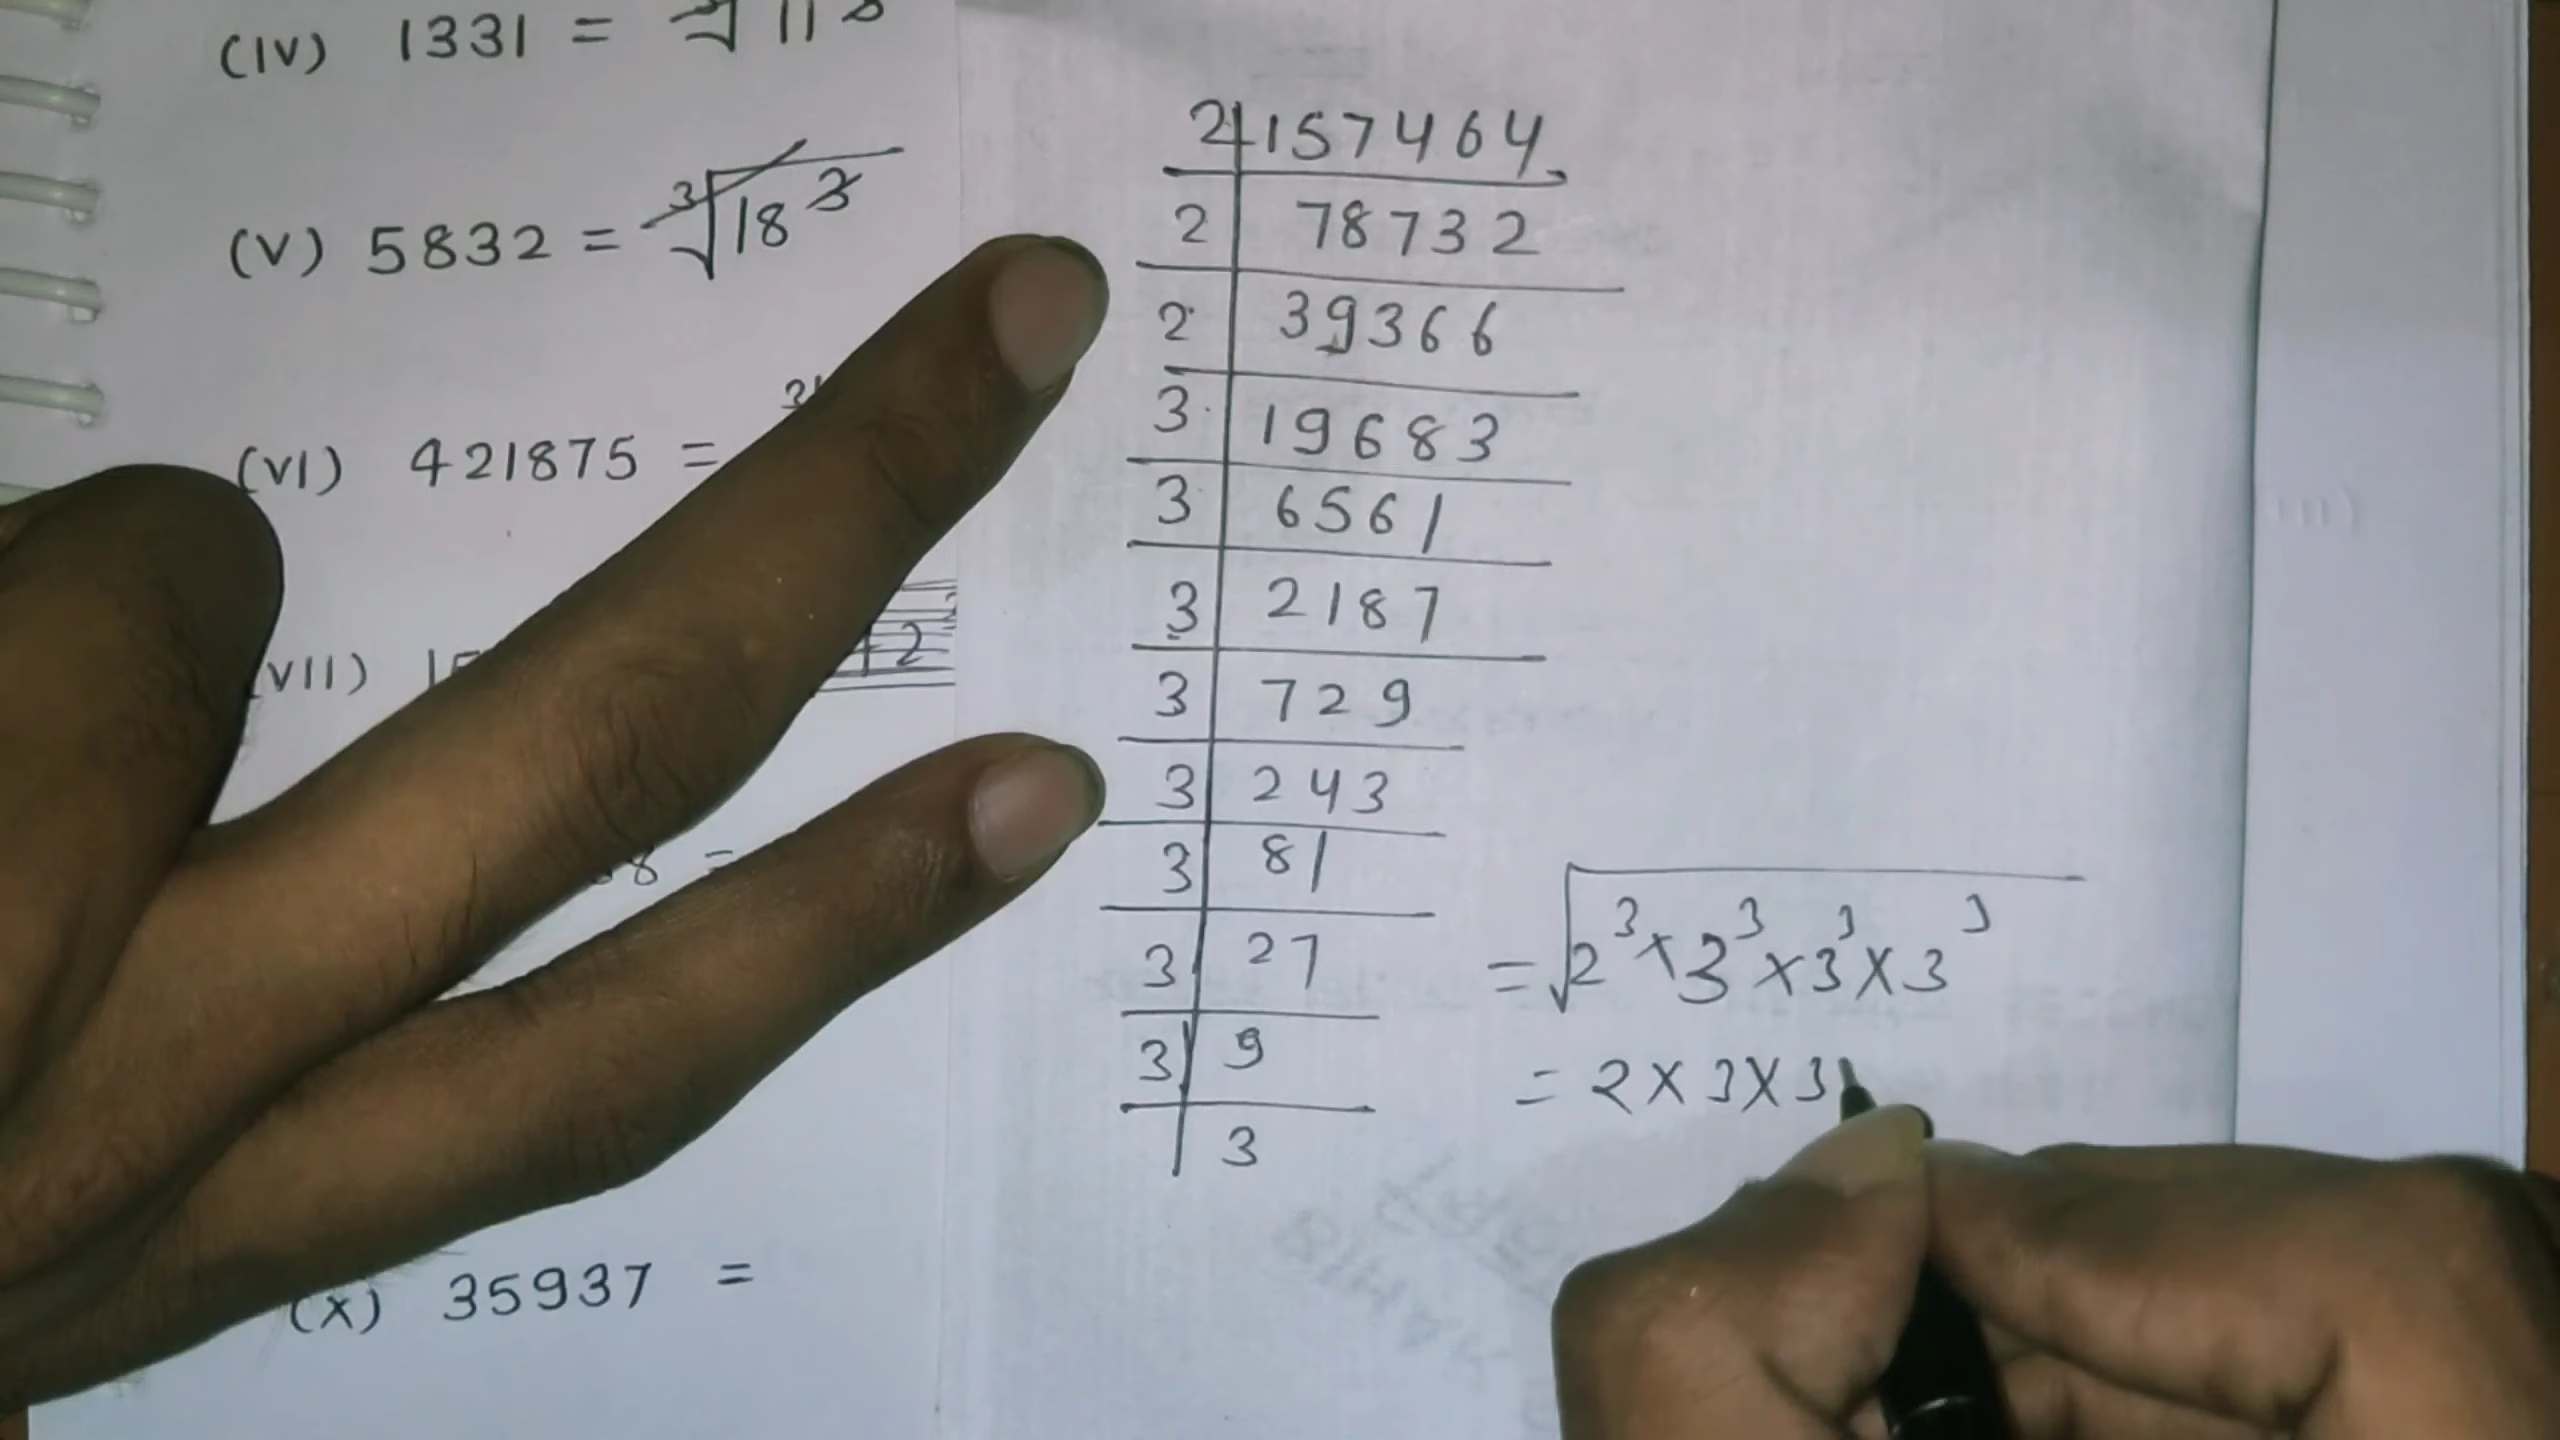 (IV) 1331 = ∛11³
(V) 5832 = ∛18³
(VI) 421875 =
(VII) 15
8 =
(X) 35937 =
2 | 157464
2 | 78732
2 | 39366
3 | 19683
3 | 6561
3 | 2187
3 | 729
3 | 243
3 | 81
3 | 27
3 | 9
| 3
= √2³×3³×3³×3³
= 2×3×3